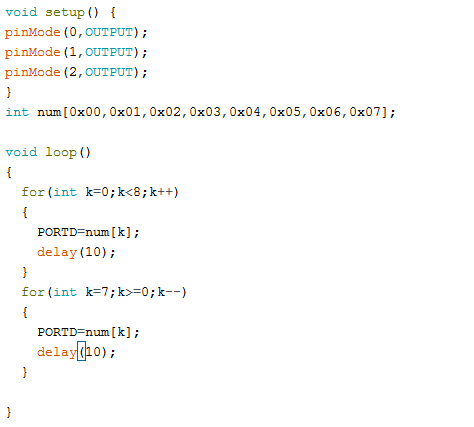 void setup() {
pinMode(0,OUTPUT);
pinMode(1,OUTPUT);
pinMode(2,OUTPUT);
}
int num[0x00,0x01,0x02,0x03,0x04,0x05,0x06,0x07];
void loop()
{
for(int k=0;k<8;k++)
{
PORTD=num[k];
delay(10);
}
for(int k=7;k>=0;k--)
{
PORTD=num[k];
delay(10);
}
}